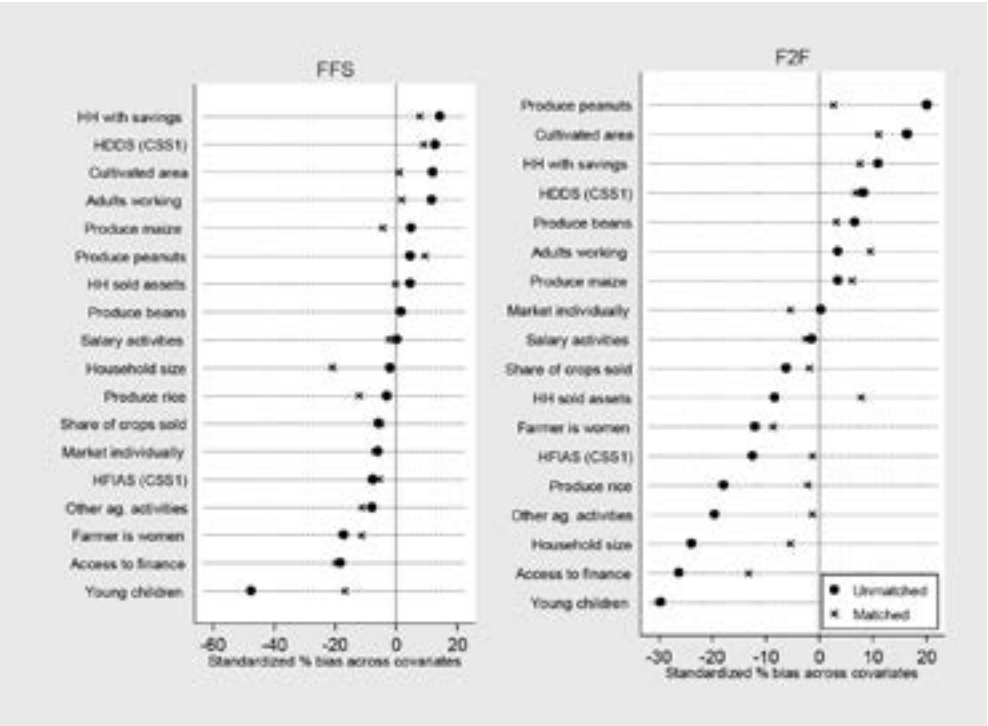 FFS
HH with savings
HDDS (CSS1)
Cultivated area
Adults working
Produce maize
Produce peanuts
HH sold assets
Produce beans
Salary activities
Household size
Produce rice
Share of crops sold
Market individually
HFIAS (CSS1)
Other ag. activities
Farmer is women
Access to finance
Young children
-60 -40 -20 0 20
Standardized % bias across covariates
F2F
Produce peanuts
Cultivated area
HH with savings
HDDS (CSS1)
Produce beans
Adults working
Produce maize
Market individually
Salary activities
Share of crops sold
HH sold assets
Farmer is women
HFIAS (CSS1)
Produce rice
Other ag. activities
Household size
Access to finance
Young children
Unmatched
Matched
-30 -20 -10 0 10 20
Standardized % bias across covariates